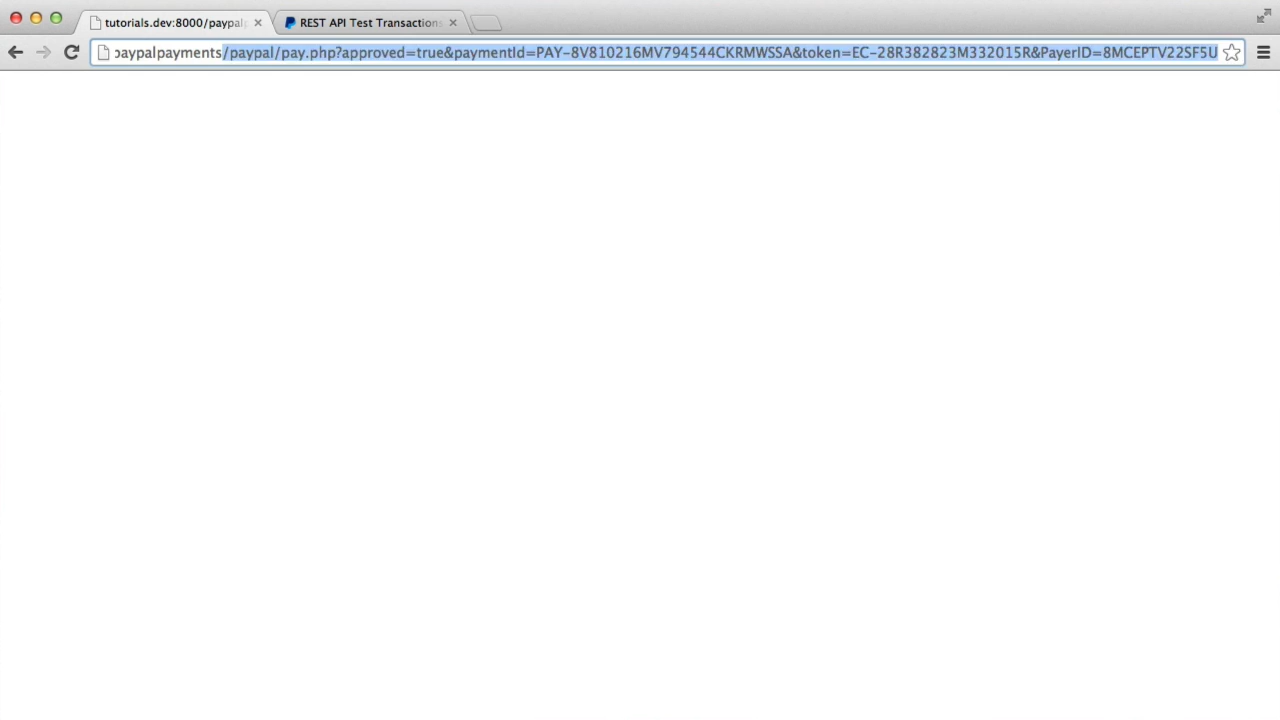 tutorials.dev:8000/paypal
REST API Test Transactions
paypalpayments/paypal/pay.php?approved=true&paymentId=PAY-8V810216MV794544CKRMWSSA&token=EC-28R382823M332015R&PayerID=8MCEPTV22SF5U